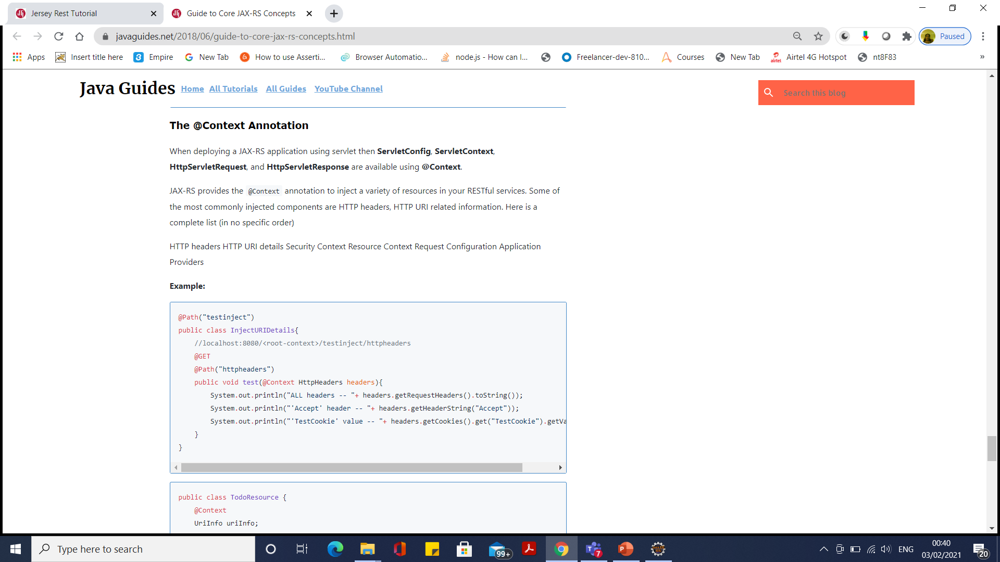 Jersey Rest Tutorial
Guide to Core JAX-RS Concepts
javaguides.net/2018/06/guide-to-core-jax-rs-concepts.html
Paused
Apps
Insert title here
Empire
New Tab
How to use Asserti...
Browser Automatio...
node.js - How can I...
Freelancer-dev-810...
Courses
New Tab
airtel
Airtel 4G Hotspot
nt8F83
»
Java Guides
Home
All Tutorials
All Guides
YouTube Channel
Search this blog
The @Context Annotation
When deploying a JAX-RS application using servlet then ServletConfig, ServletContext,
HttpServletRequest, and HttpServletResponse are available using @Context.
JAX-RS provides the @Context annotation to inject a variety of resources in your RESTful services. Some of
the most commonly injected components are HTTP headers, HTTP URI related information. Here is a
complete list (in no specific order)
HTTP headers HTTP URI details Security Context Resource Context Request Configuration Application
Providers
Example:
@Path("testinject")
public class InjectURIDetails{
//localhost:8080/<root-context>/testinject/httpheaders
@GET
@Path("httpheaders")
public void test(@Context HttpHeaders headers){
System.out.println("ALL headers -- "+ headers.getRequestHeaders().toString());
System.out.println("'Accept' header -- "+ headers.getHeaderString("Accept"));
System.out.println("'TestCookie' value -- "+ headers.getCookies().get("TestCookie").getVa
}
}
public class TodoResource {
@Context
UriInfo uriInfo;
Type here to search
99+
7
ENG
00:40
03/02/2021
20